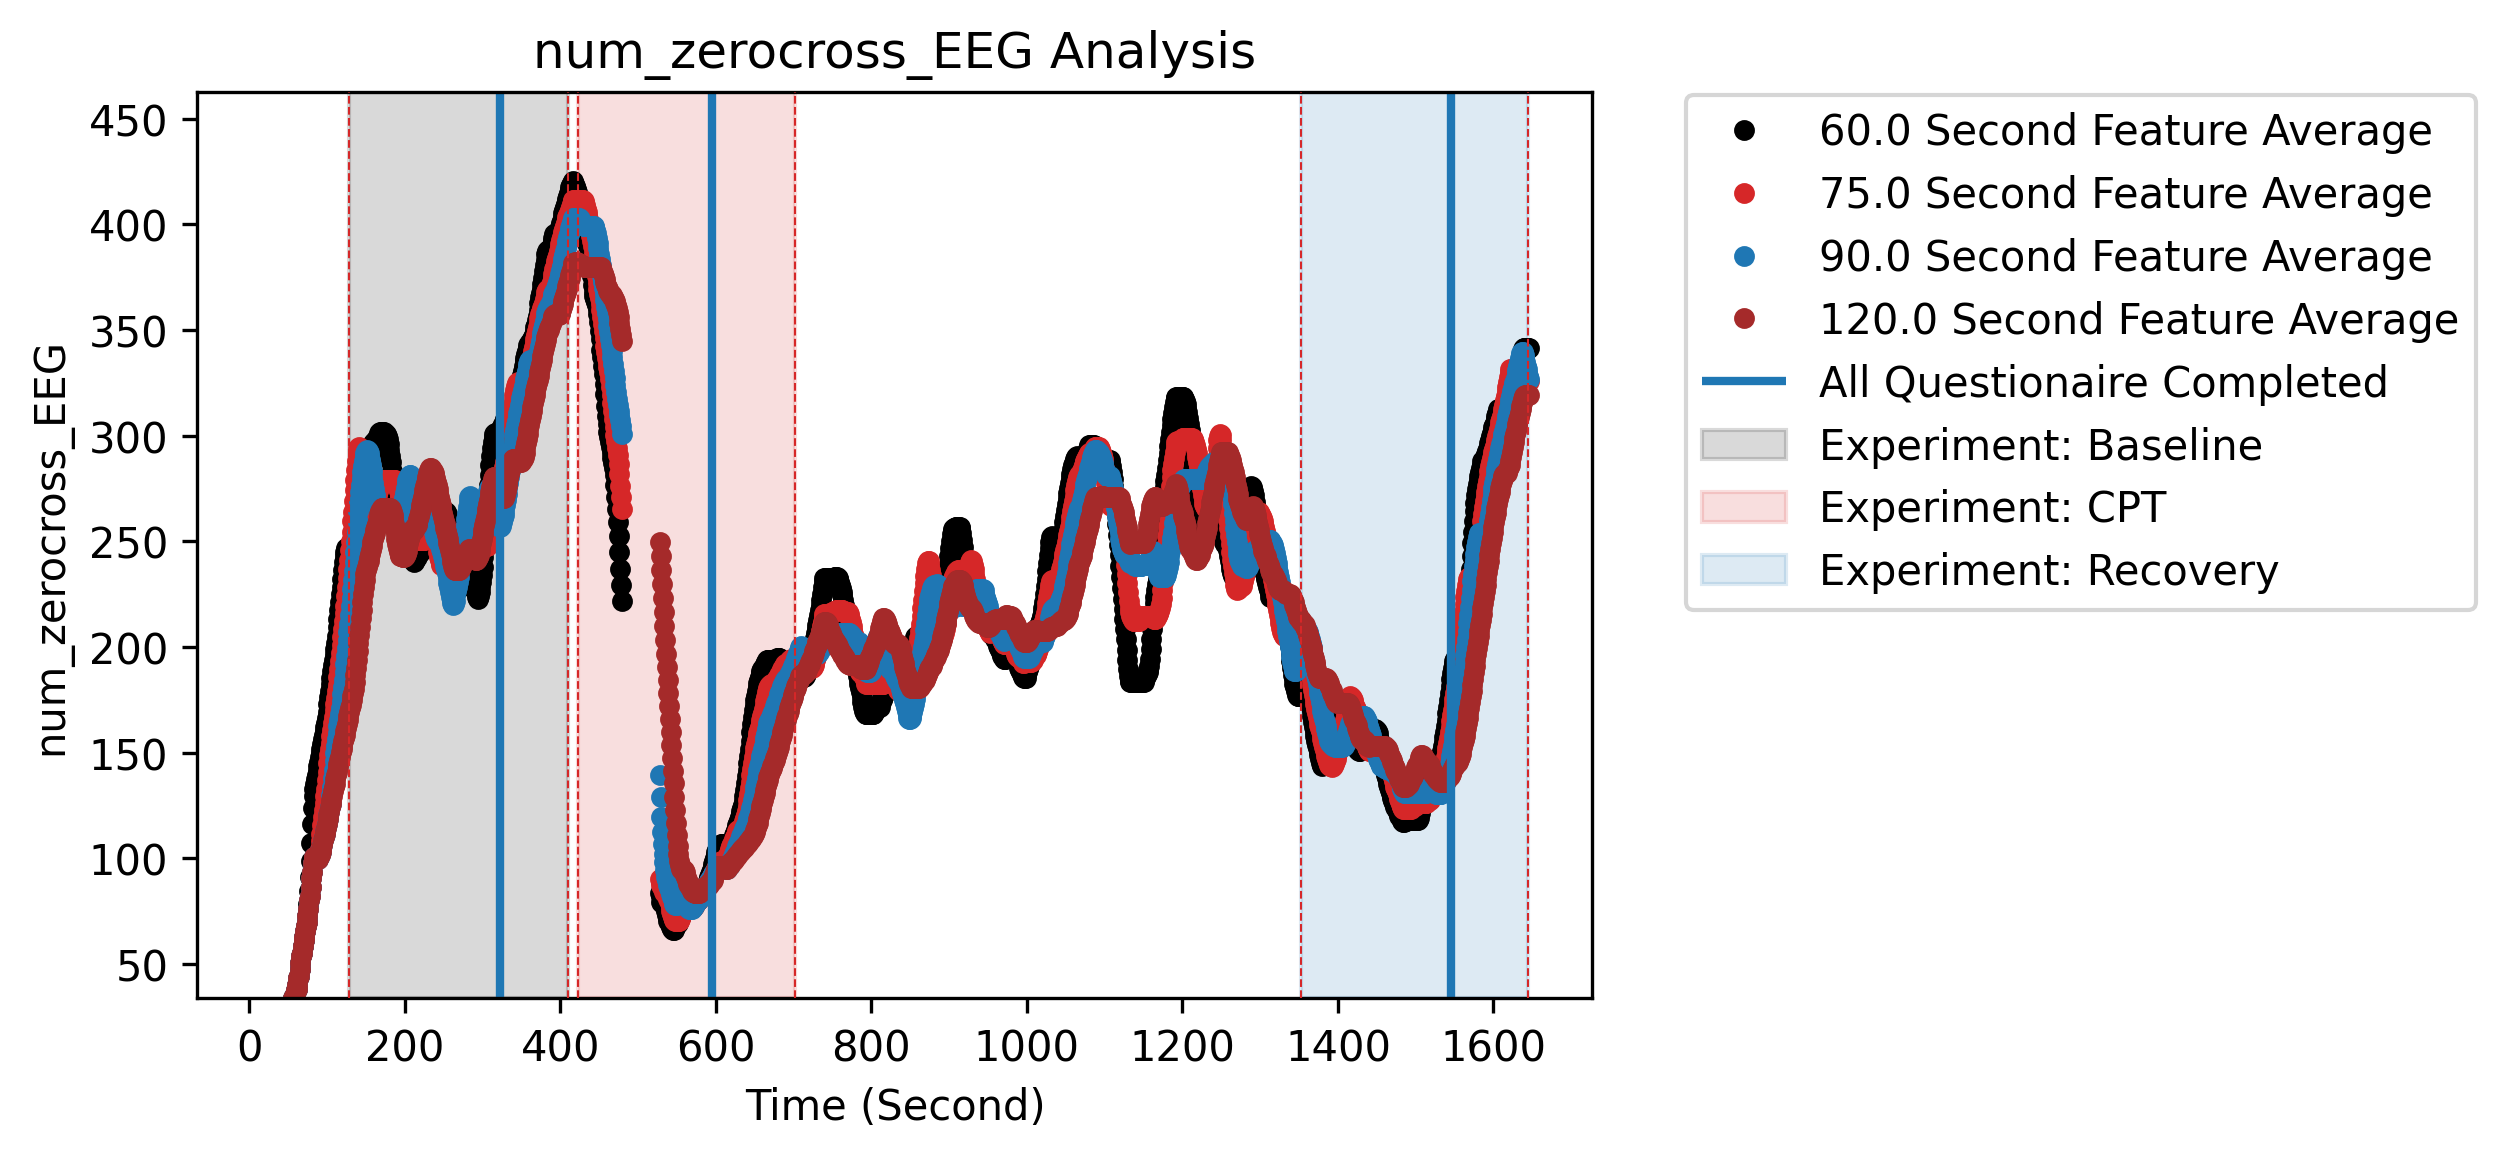 num_zerocross_EEG Analysis
450
400
350
300
250
200
150
100
50
num_zerocross_EEG
0 200 400 600 800 1000 1200 1400 1600
Time (Second)
60.0 Second Feature Average
75.0 Second Feature Average
90.0 Second Feature Average
120.0 Second Feature Average
All Questionaire Completed
Experiment: Baseline
Experiment: CPT
Experiment: Recovery